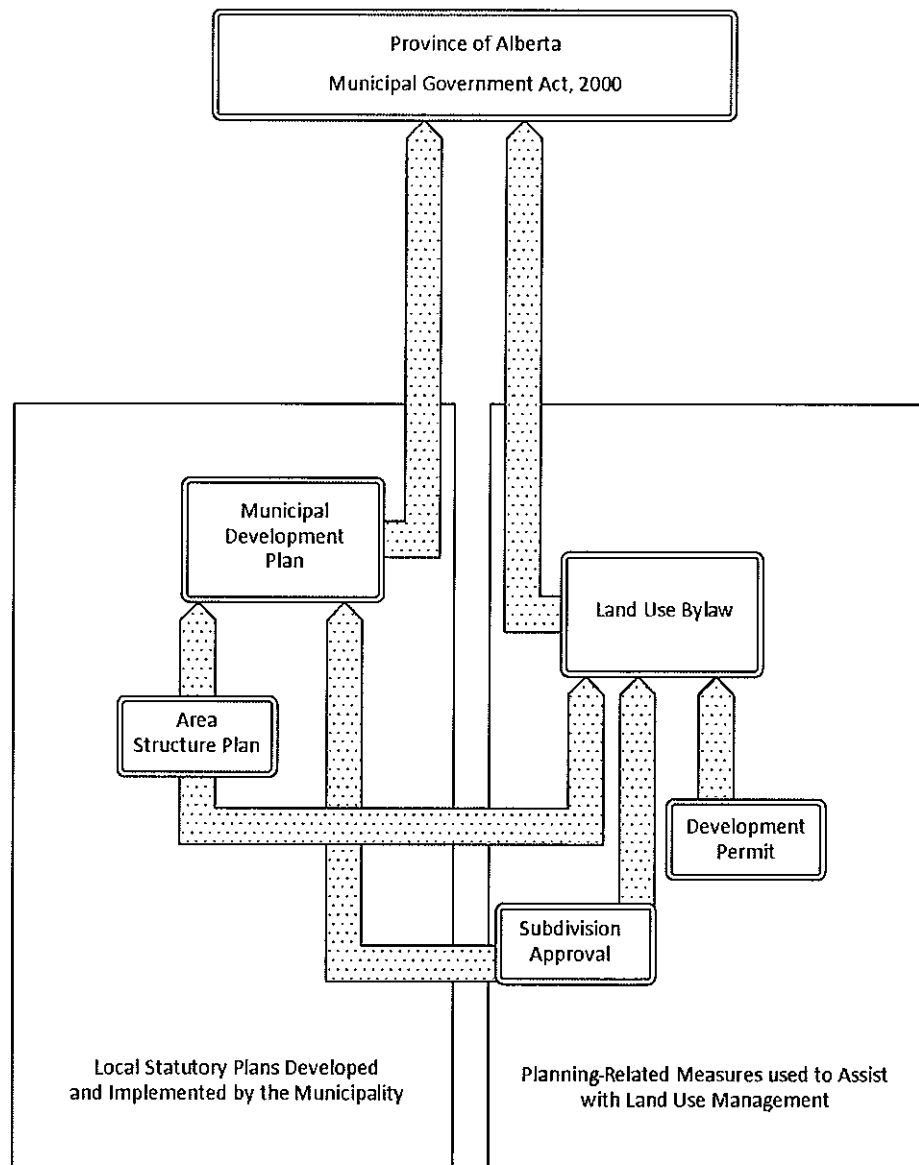 Province of Alberta
Municipal Government Act, 2000
Municipal
Development
Plan
Land Use Bylaw
Area
Structure Plan
Development
Permit
Subdivision
Approval
Local Statutory Plans Developed
and Implemented by the Municipality
Planning-Related Measures used to Assist
with Land Use Management